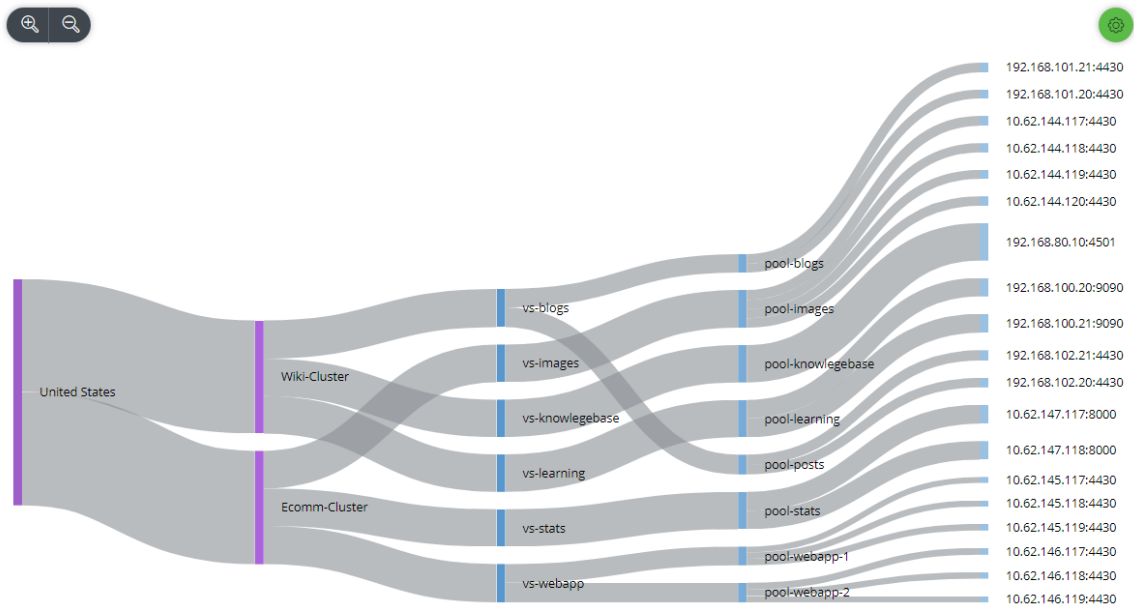 United States
Wiki-Cluster
Ecomm-Cluster
vs-blogs
vs-images
vs-knowlegebase
vs-learning
vs-stats
vs-webapp
pool-blogs
pool-images
pool-knowlegebase
pool-learning
pool-posts
pool-stats
pool-webapp-1
pool-webapp-2
192.168.101.21:4430
192.168.101.20:4430
10.62.144.117:4430
10.62.144.118:4430
10.62.144.119:4430
10.62.144.120:4430
192.168.80.10:4501
192.168.100.20:9090
192.168.100.21:9090
192.168.102.21:4430
192.168.102.20:4430
10.62.147.117:8000
10.62.147.118:8000
10.62.145.117:4430
10.62.145.118:4430
10.62.145.119:4430
10.62.146.117:4430
10.62.146.118:4430
10.62.146.119:4430